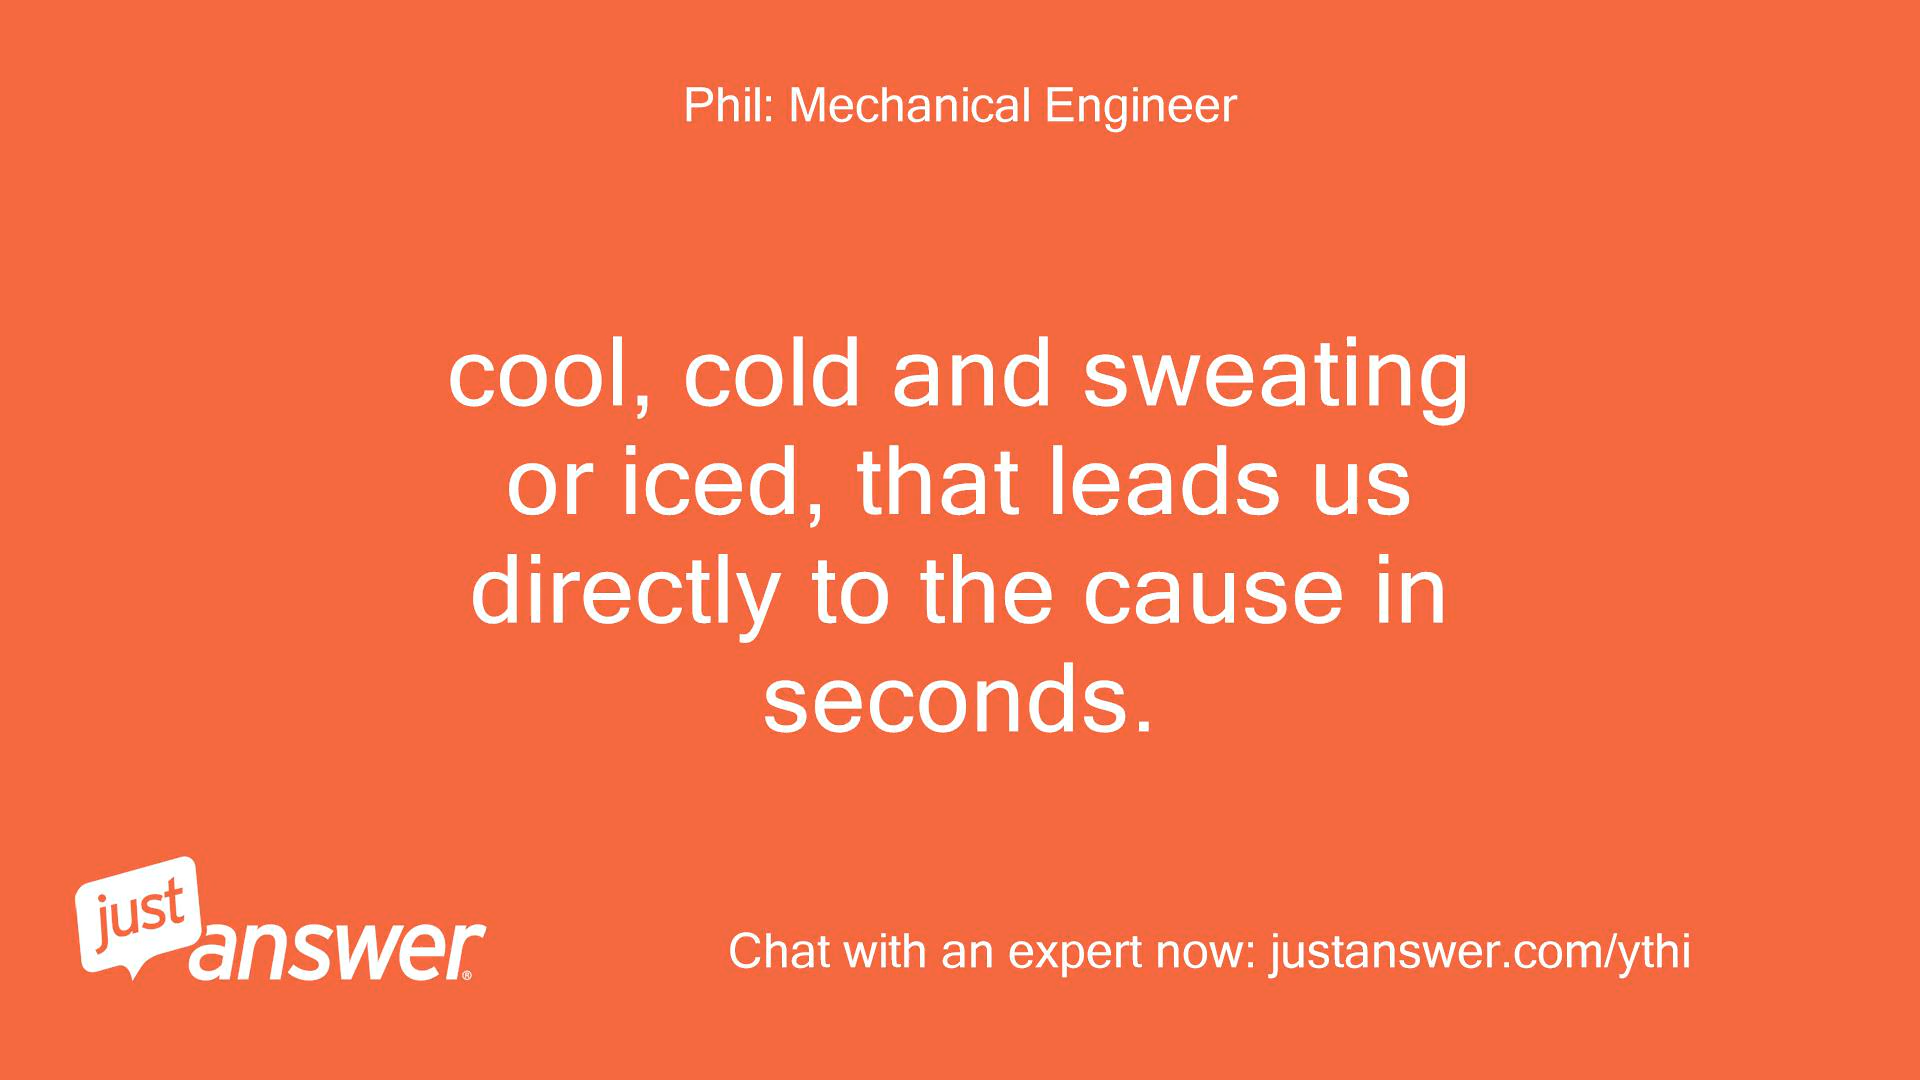 Phil: Mechanical Engineer
cool, cold and sweating
or iced, that leads us
directly to the cause in
seconds.
just
answer®
Chat with an expert now: justanswer.com/ythi